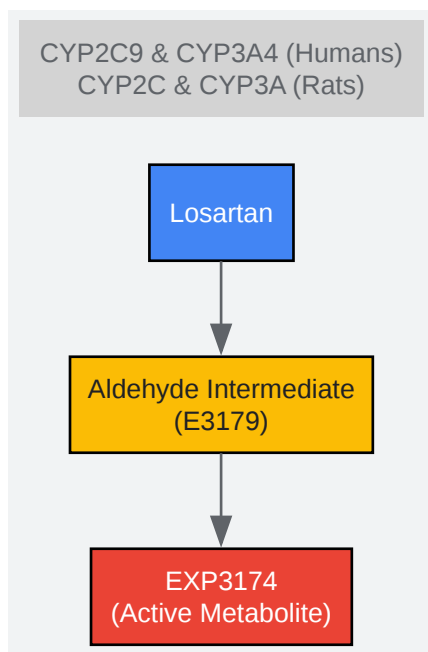 CYP2C9 & CYP3A4 (Humans)
CYP2C & CYP3A (Rats)
Losartan
Aldehyde Intermediate
(E3179)
EXP3174
(Active Metabolite)